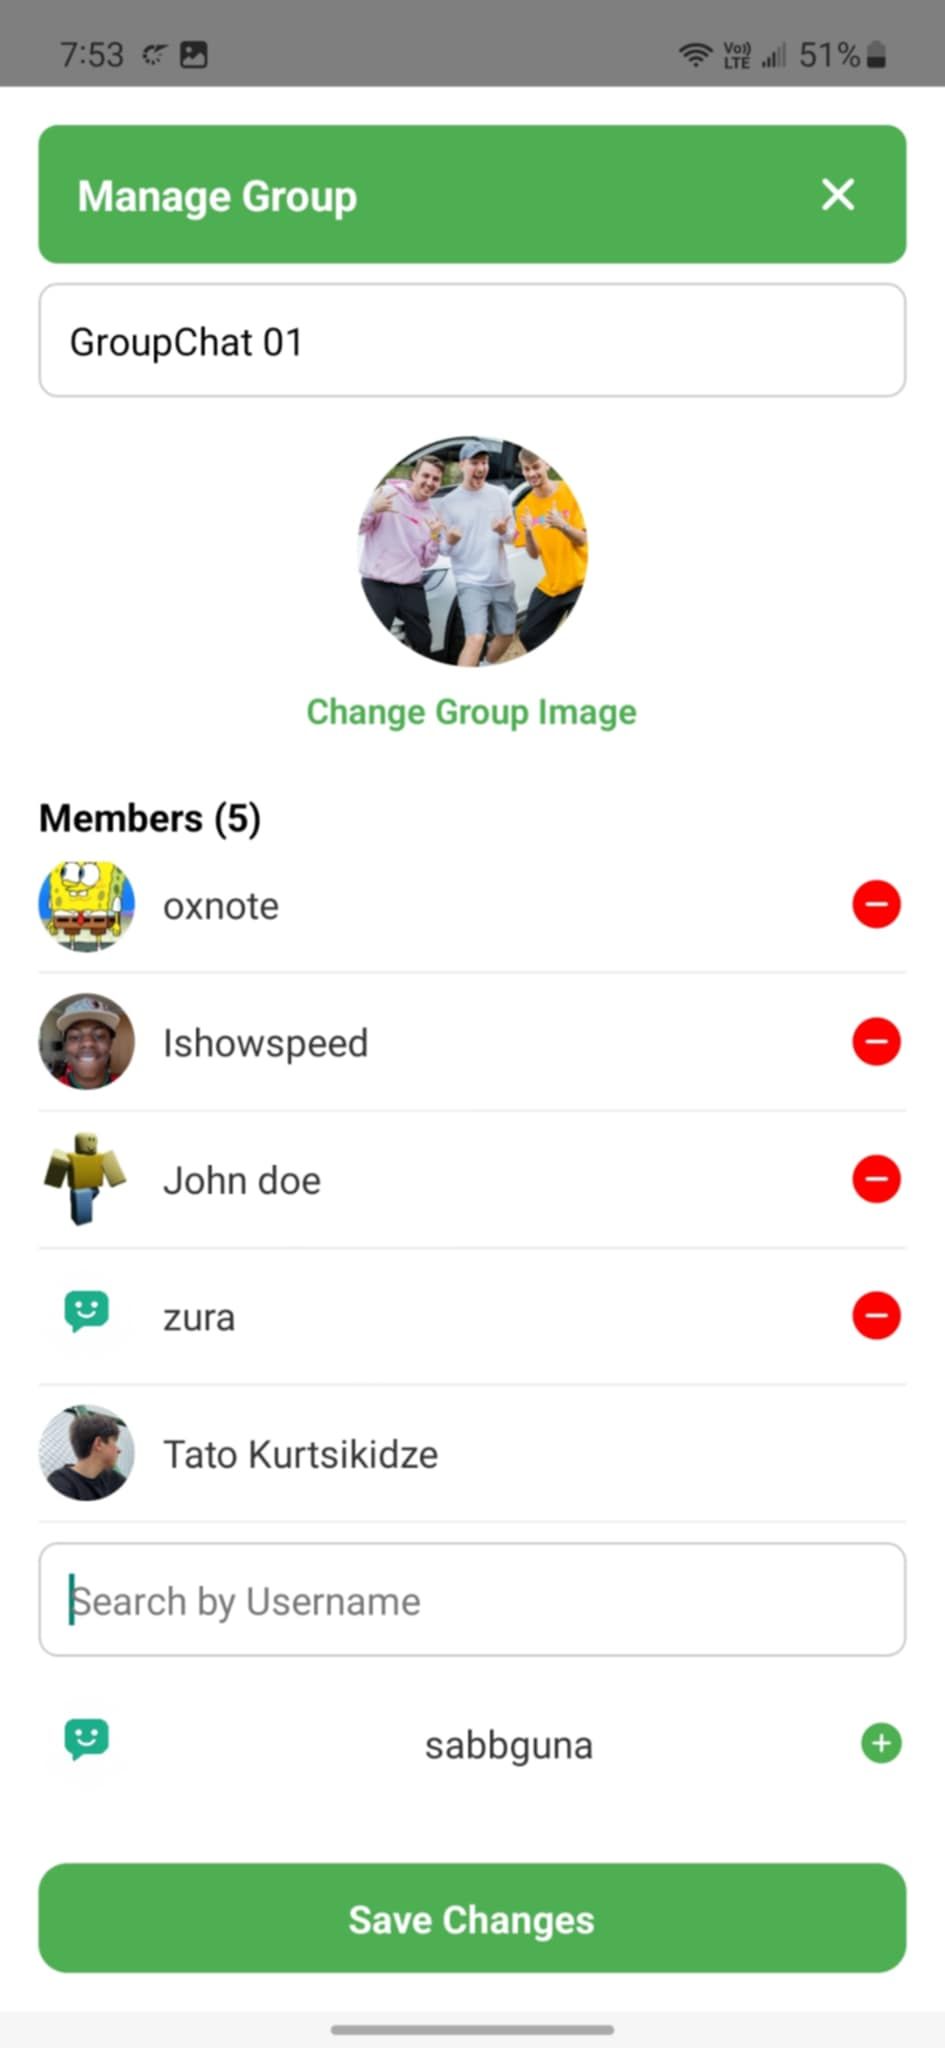 7:53
Vo))
LTE
51%
Manage Group
GroupChat 01
Change Group Image
Members (5)
oxnote
Ishowspeed
John doe
zura
Tato Kurtsikidze
Search by Username
sabbguna
Save Changes